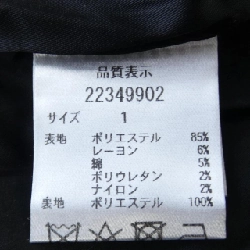 品質表示
22349902
サイズ 1
表地 ポリエステル 85%
レーヨン 6%
綿 5%
ポリウレタン 2%
ナイロン 2%
裏地 ポリエステル 100%